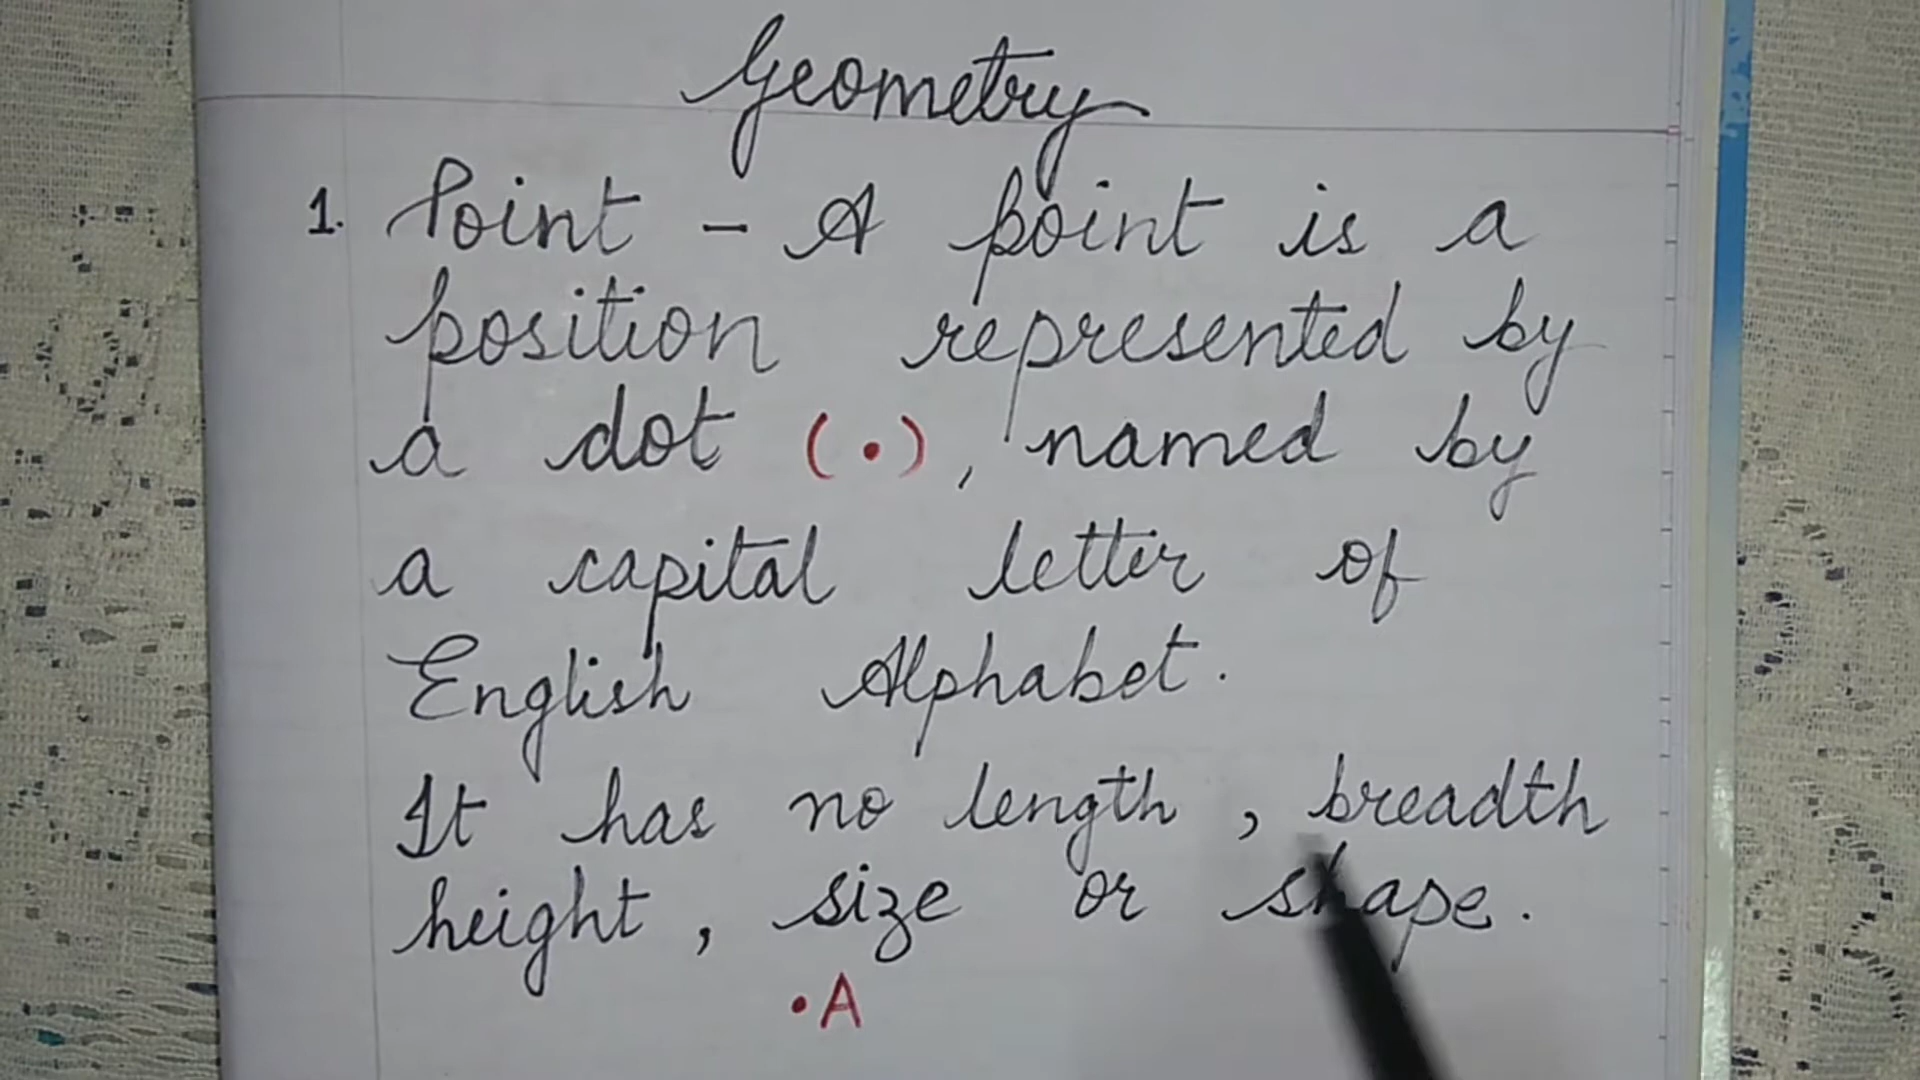 Geometry
1. Point - A point is a
position represented by
a dot (•), named by
a capital letter of
English Alphabet.
It has no length, breadth
height, size or shape.
•A